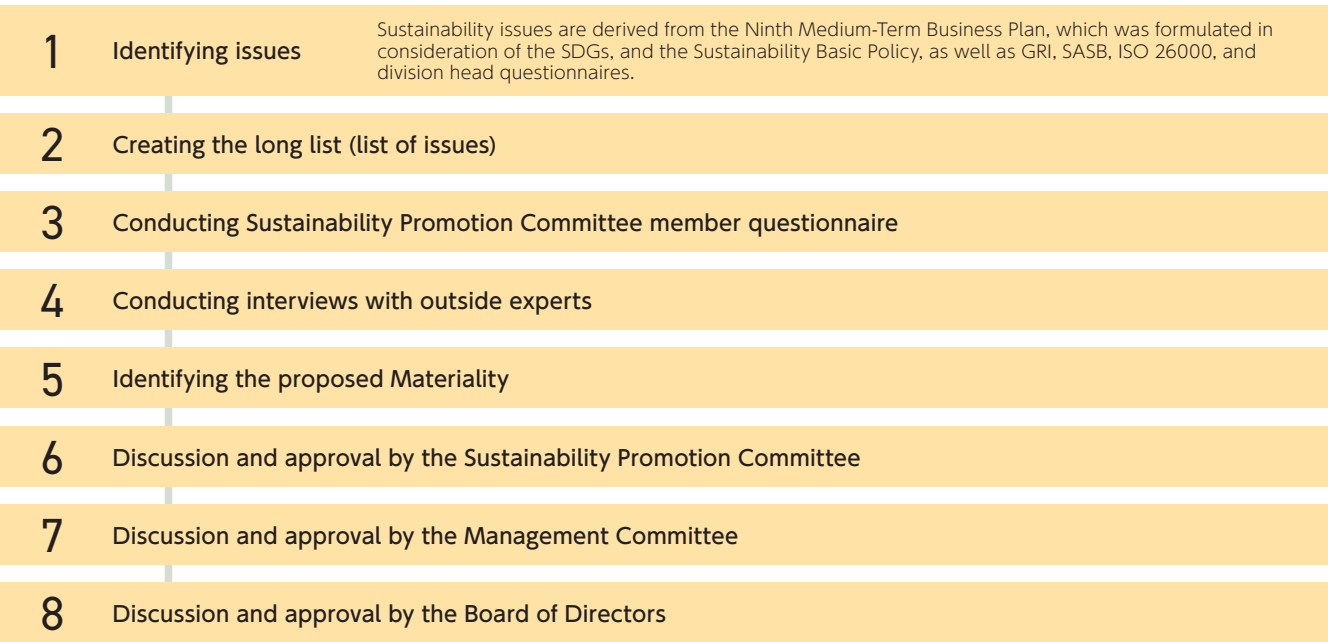 1 Identifying issues
Sustainability issues are derived from the Ninth Medium-Term Business Plan, which was formulated in
consideration of the SDGs, and the Sustainability Basic Policy, as well as GRI, SASB, ISO 26000, and
division head questionnaires.
2 Creating the long list (list of issues)
3 Conducting Sustainability Promotion Committee member questionnaire
4 Conducting interviews with outside experts
5 Identifying the proposed Materiality
6 Discussion and approval by the Sustainability Promotion Committee
7 Discussion and approval by the Management Committee
8 Discussion and approval by the Board of Directors